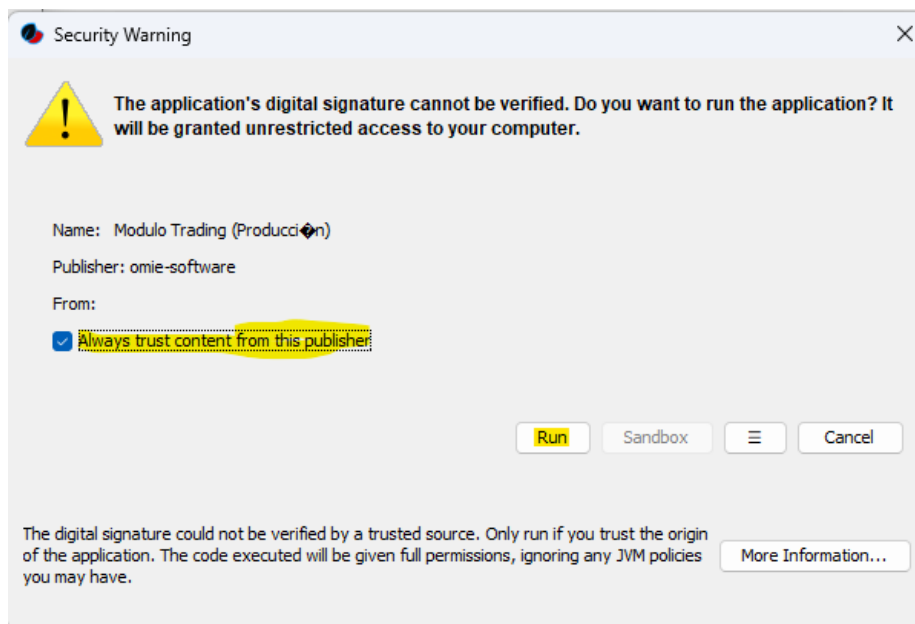 Security Warning
The application's digital signature cannot be verified. Do you want to run the application? It
will be granted unrestricted access to your computer.
Name: Modulo Trading (Producci�n)
Publisher: omie-software
From:
Always trust content from this publisher
Run Sandbox ☰ Cancel
The digital signature could not be verified by a trusted source. Only run if you trust the origin
of the application. The code executed will be given full permissions, ignoring any JVM policies
you may have.
More Information...